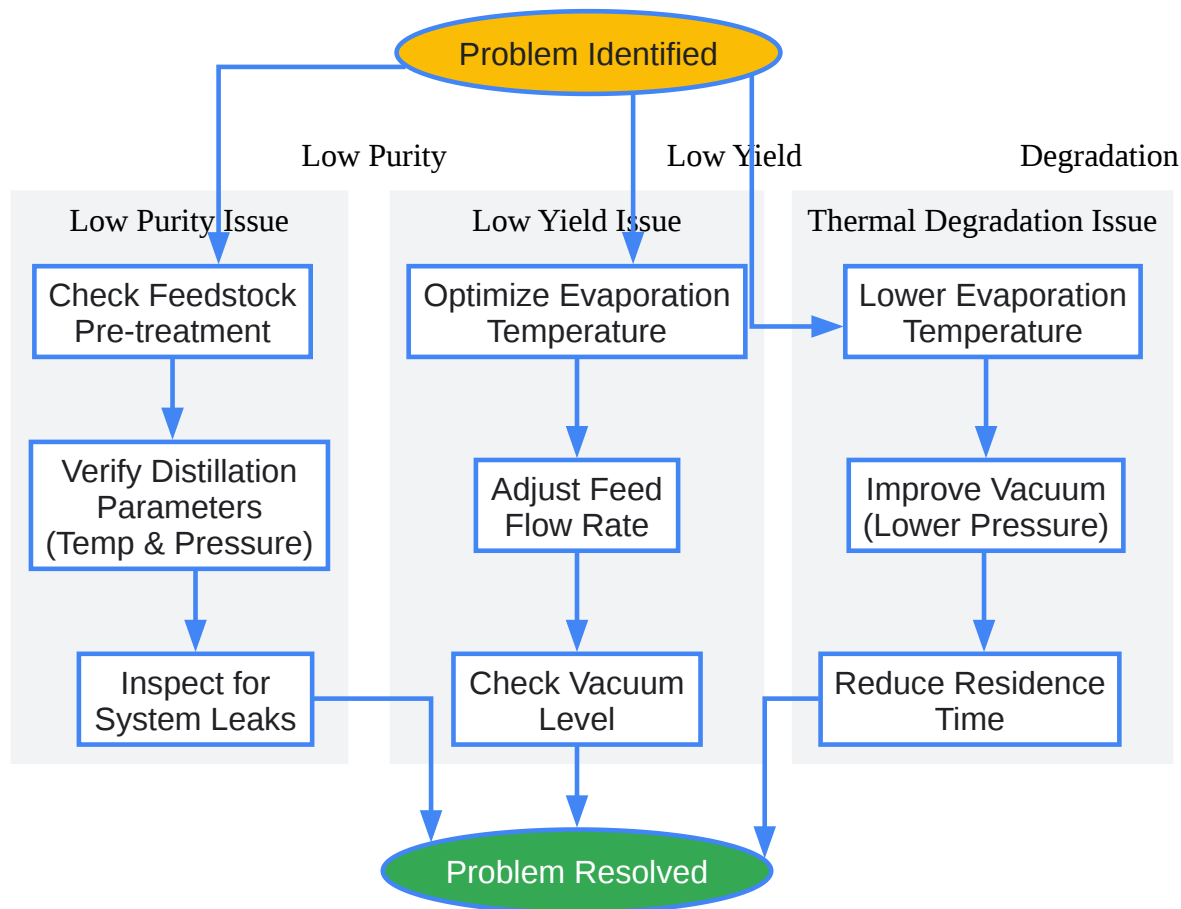 Problem Identified
Low Purity
Low Yield
Degradation
Low Purity Issue
Check Feedstock
Pre-treatment
Verify Distillation
Parameters
(Temp & Pressure)
Inspect for
System Leaks
Low Yield Issue
Optimize Evaporation
Temperature
Adjust Feed
Flow Rate
Check Vacuum
Level
Thermal Degradation Issue
Lower Evaporation
Temperature
Improve Vacuum
(Lower Pressure)
Reduce Residence
Time
Problem Resolved